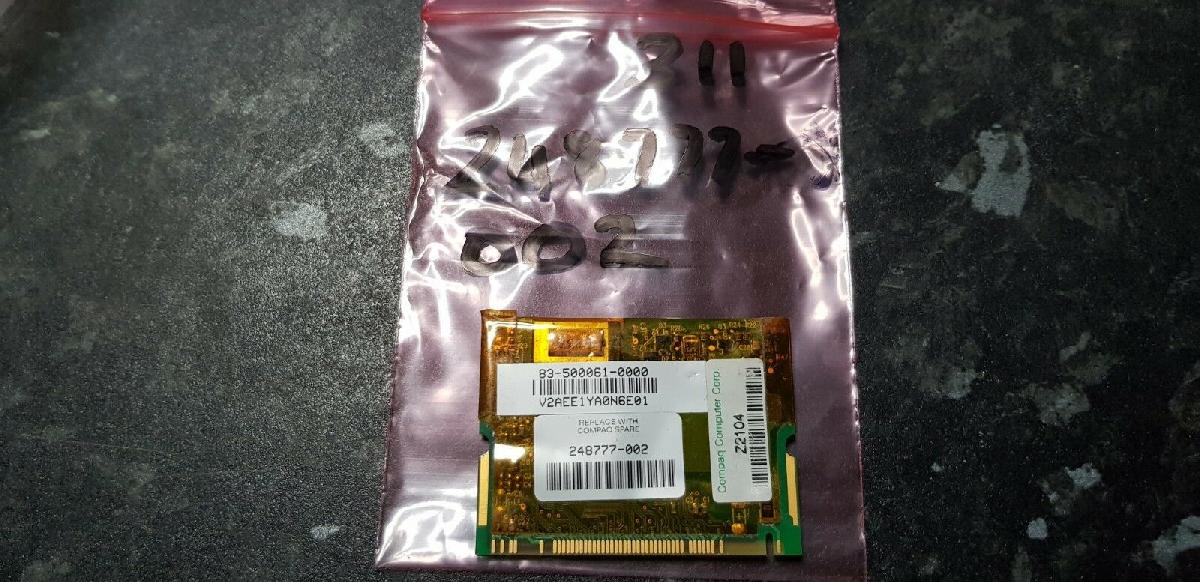 311
248777-
002
83-500061-0000
V2AEE1YA0N6E01
REPLACE WITH
COMPAQ SPARE
248777-002
Compaq Computer Corp.
Z2104